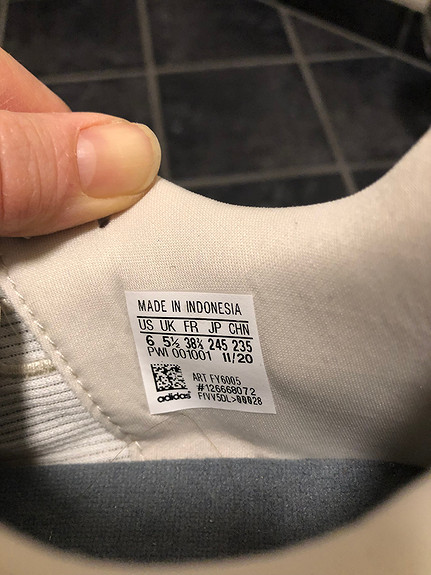 MADE IN INDONESIA
US UK FR JP CHN
6 5½ 38⅔ 245 235
PWI 001001 11/20
ART FY6005
#126668072
adidas FIVV5DL>00028